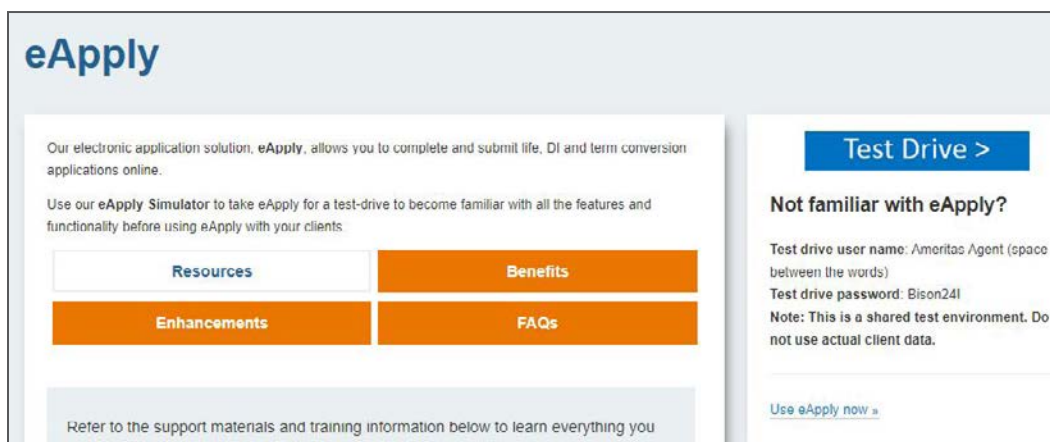 eApply
Our electronic application solution, eApply, allows you to complete and submit life, DI and term conversion
applications online.
Use our eApply Simulator to take eApply for a test-drive to become familiar with all the features and
functionality before using eApply with your clients.
Resources
Benefits
Enhancements
FAQs
Refer to the support materials and training information below to learn everything you
Test Drive >
Not familiar with eApply?
Test drive user name: Ameritas Agent (space
between the words)
Test drive password: Bison24!
Note: This is a shared test environment. Do
not use actual client data.
Use eApply now »